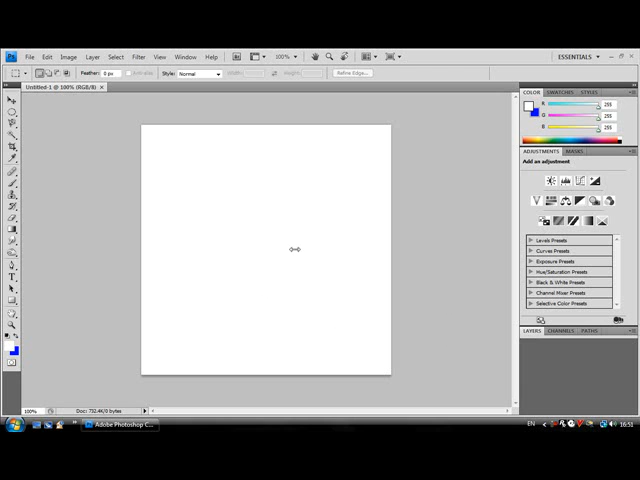 Ps File Edit Image Layer Select Filter View Window Help Br 100% ESSENTIALS
Feather: 0 px Anti-alias Style: Normal Width: Height: Refine Edge...
Untitled-1 @ 100% (RGB/8) x
COLOR SWATCHES STYLES
R 255
G 255
B 255
ADJUSTMENTS MASKS
Add an adjustment
Levels Presets
Curves Presets
Exposure Presets
Hue/Saturation Presets
Black & White Presets
Channel Mixer Presets
Selective Color Presets
LAYERS CHANNELS PATHS
100% Doc: 732.4K/0 bytes
Ps Adobe Photoshop C... EN 16:51